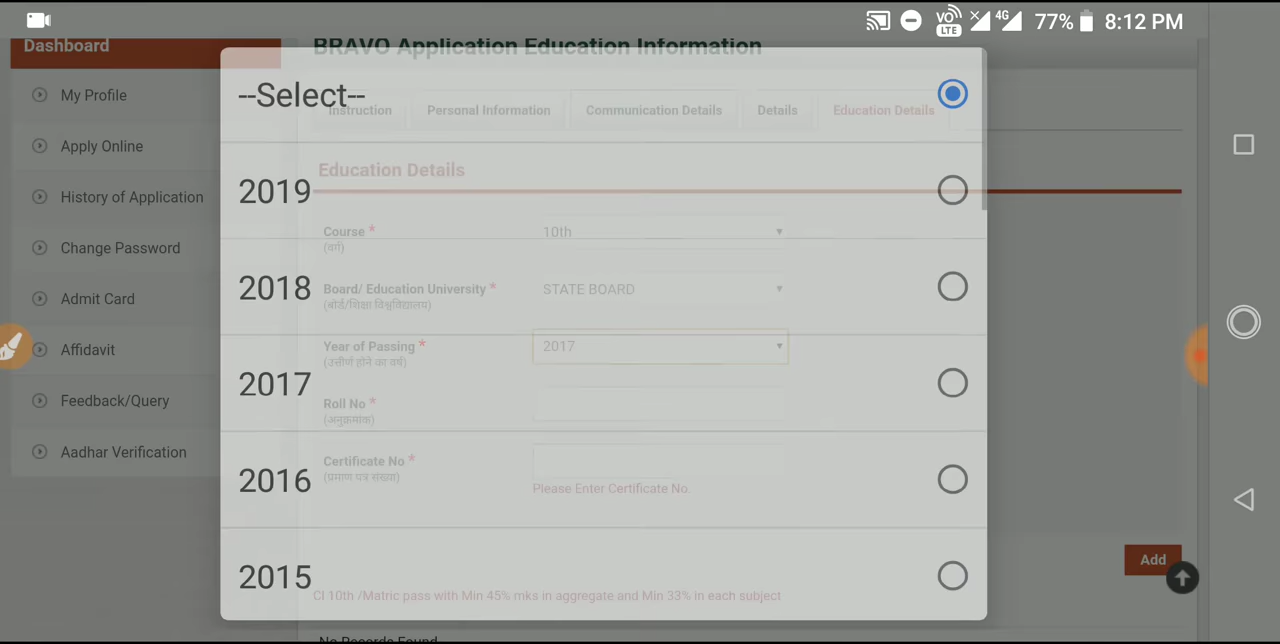 VO LTE 4G 77% 8:12 PM
Dashboard
My Profile
Apply Online
History of Application
Change Password
Admit Card
Affidavit
Feedback/Query
Aadhar Verification
BRAVO Application Education Information
Instruction Personal Information Communication Details Details Education Details
Education Details
Course * 10th
(वर्ग)
Board/ Education University * STATE BOARD
(बोर्ड/शिक्षा विश्वविद्यालय)
Year of Passing * 2017
(उत्तीर्ण होने का वर्ष)
Roll No *
(अनुक्रमांक)
Certificate No *
(प्रमाण पत्र संख्या)
Please Enter Certificate No.
Add
CI 10th /Matric pass with Min 45% mks in aggregate and Min 33% in each subject
No Records Found
--Select--
2019
2018
2017
2016
2015